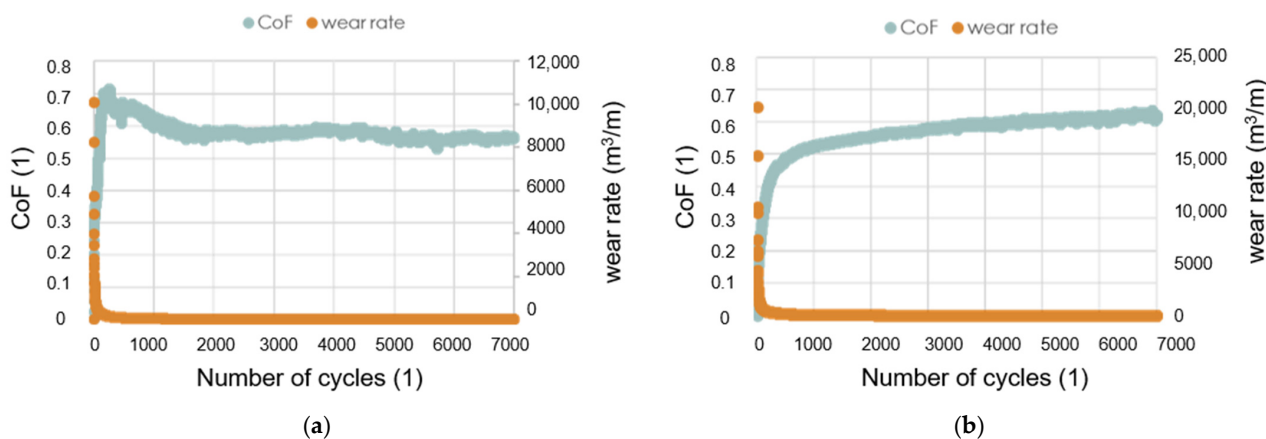 CoF wear rate
0.8
0.7
0.6
0.5
0.4
0.3
0.2
0.1
0
CoF (1)
12,000
10,000
8000
6000
4000
2000
0
wear rate (m³/m)
0 1000 2000 3000 4000 5000 6000 7000
Number of cycles (1)
(a)
CoF wear rate
0.8
0.7
0.6
0.5
0.4
0.3
0.2
0.1
0
CoF (1)
25,000
20,000
15,000
10,000
5000
0
wear rate (m³/m)
0 1000 2000 3000 4000 5000 6000 7000
Number of cycles (1)
(b)